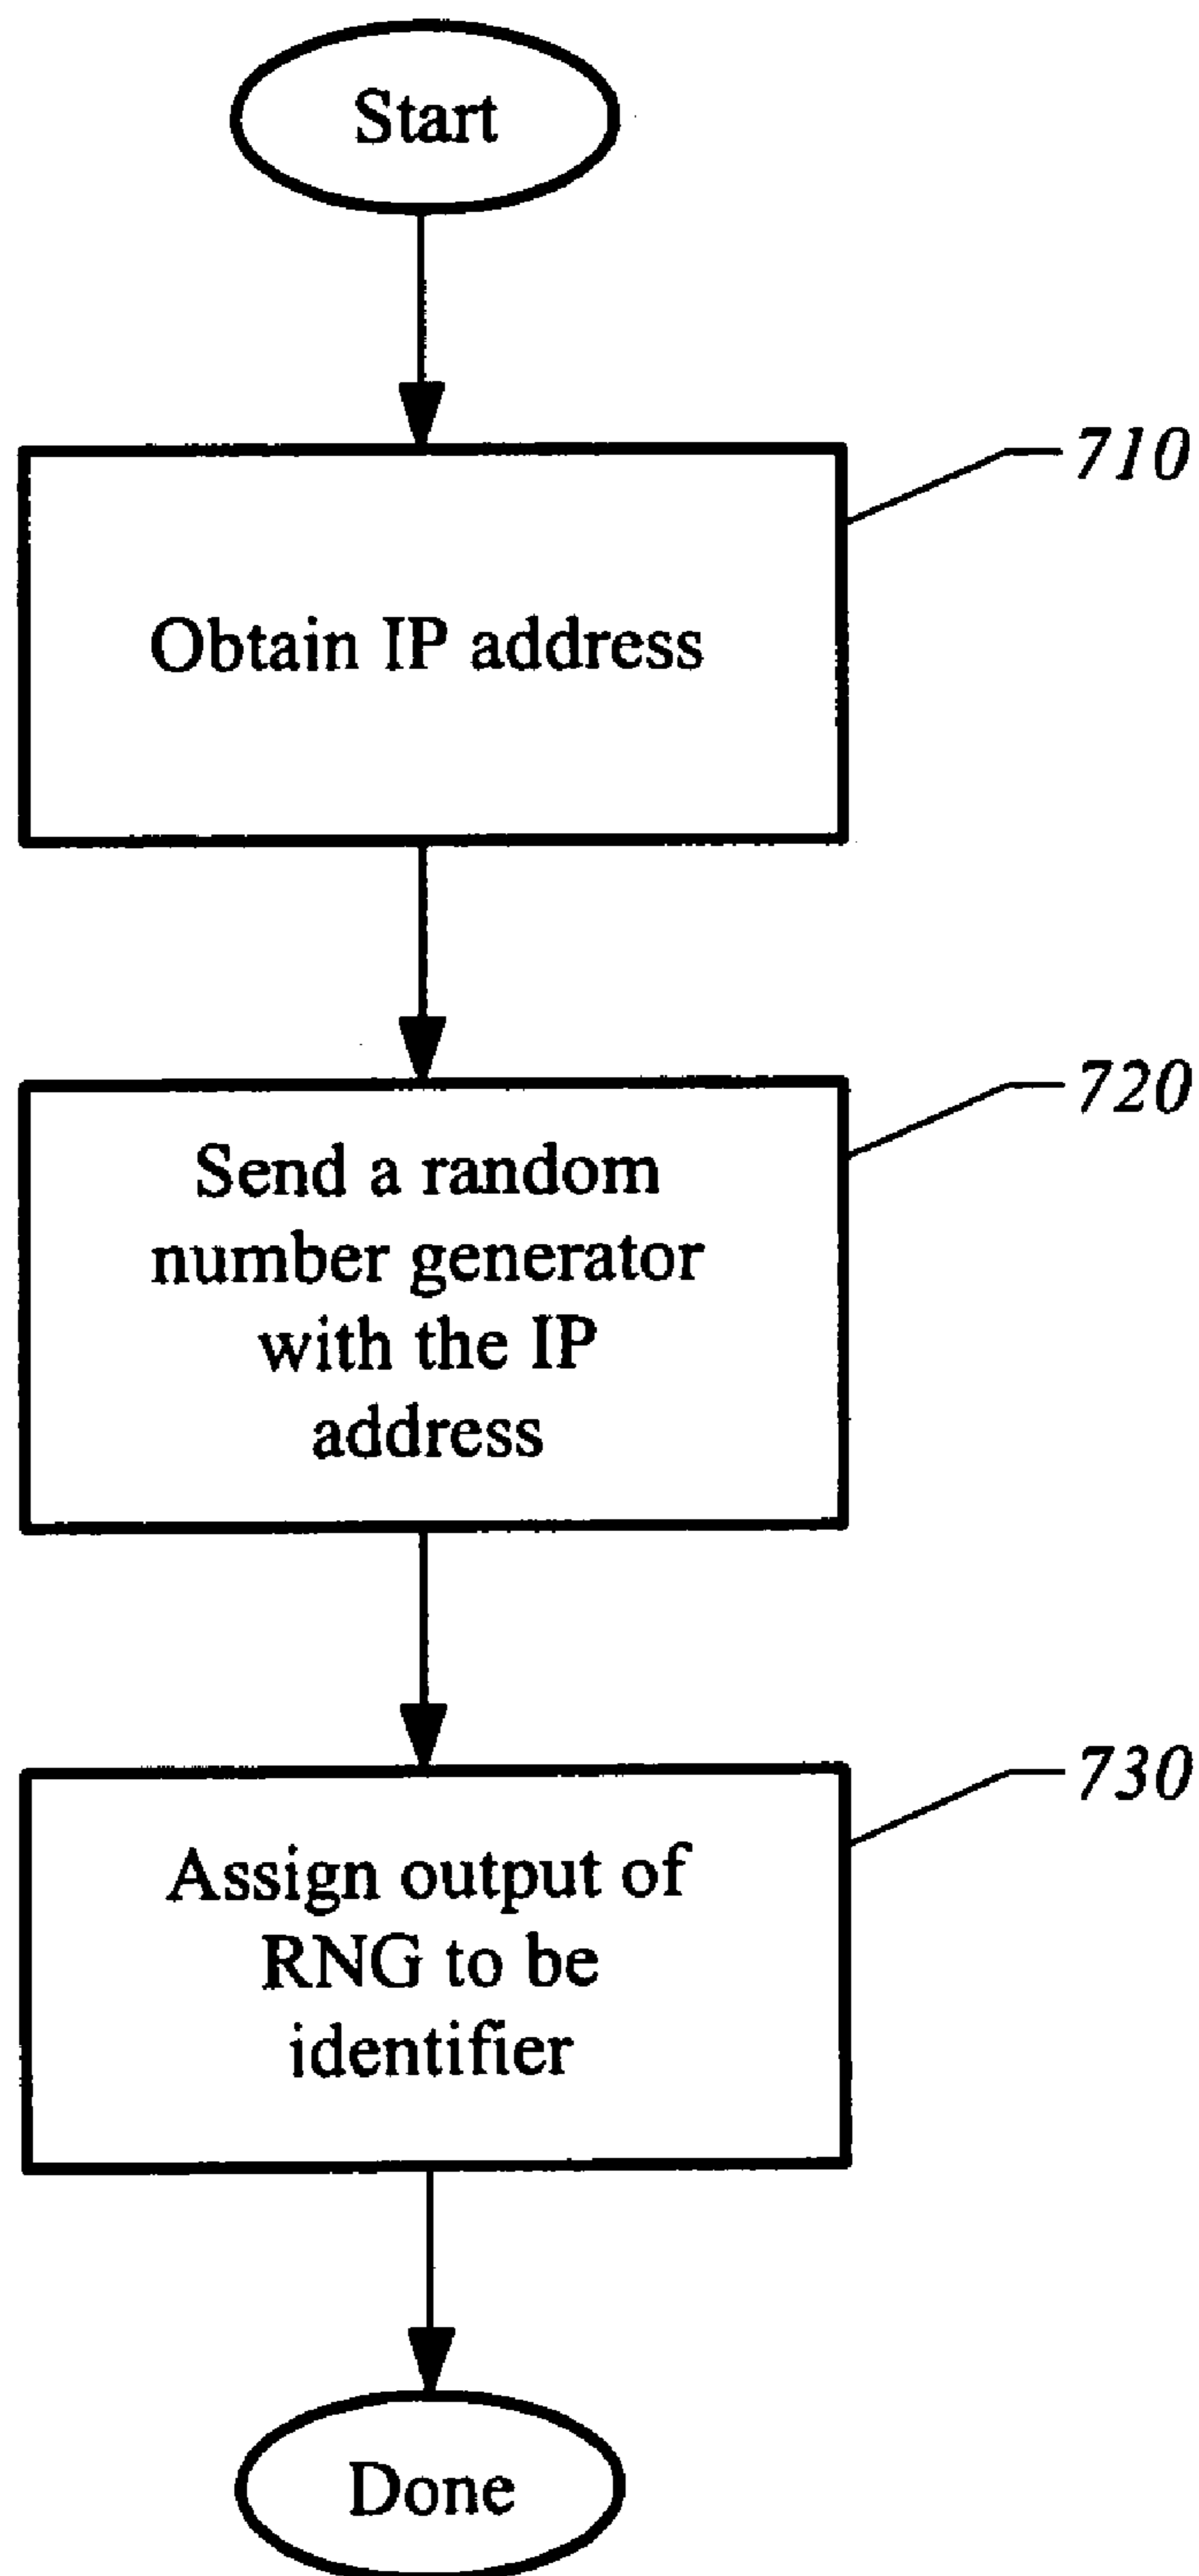 Start
710
Obtain IP address
720
Send a random
number generator
with the IP
address
730
Assign output of
RNG to be
identifier
Done